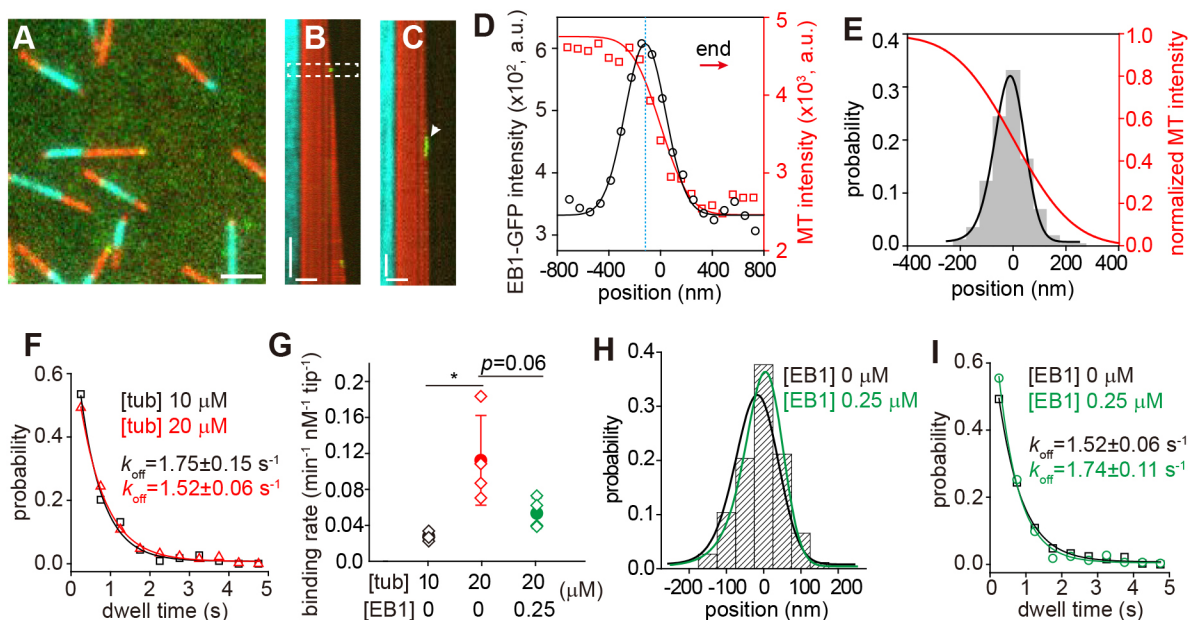 A
B
C
D
EB1-GFP intensity (x10², a.u.)
6
5
4
3
-800 -400 0 400 800
position (nm)
end
5
4
3
2
MT intensity (x10³, a.u.)
E
probability
0.4
0.3
0.2
0.1
0.0
-400 -200 0 200 400
position (nm)
1.0
0.8
0.6
0.4
0.2
0.0
normalized MT intensity
F
probability
0.6
0.4
0.2
0.0
0 1 2 3 4 5
dwell time (s)
[tub] 10 µM
[tub] 20 µM
k off=1.75±0.15 s⁻¹
k off=1.52±0.06 s⁻¹
G
binding rate (min⁻¹ nM⁻¹ tip⁻¹)
0.20
0.16
0.12
0.08
0.04
0.0
*
p=0.06
[tub] 10 20 20 (µM)
[EB1] 0 0 0.25
H
probability
0.4
0.3
0.2
0.1
0.0
-200 -100 0 100 200
position (nm)
[EB1] 0 µM
[EB1] 0.25 µM
I
probability
0.6
0.4
0.2
0.0
0 1 2 3 4 5
dwell time (s)
[EB1] 0 µM
[EB1] 0.25 µM
k off=1.52±0.06 s⁻¹
k off=1.74±0.11 s⁻¹